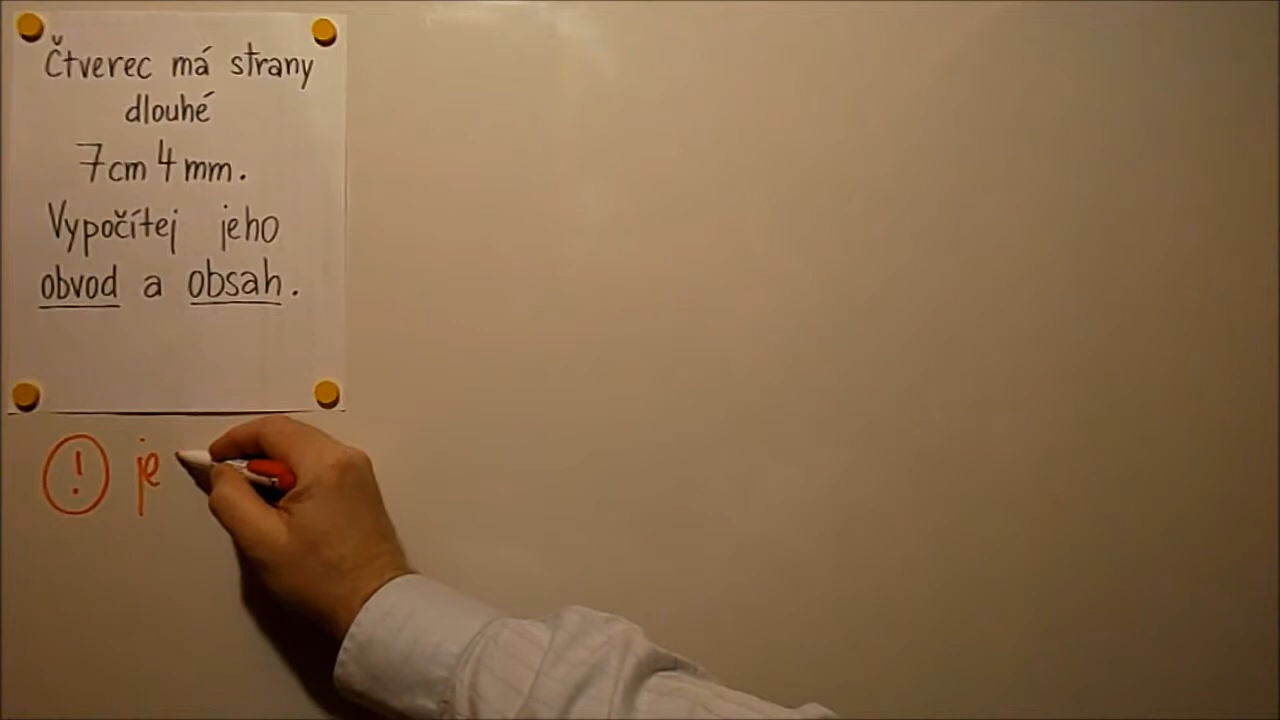 Čtverec má strany
dlouhé
7cm 4mm.
Vypočítej jeho
obvod a obsah.
! je